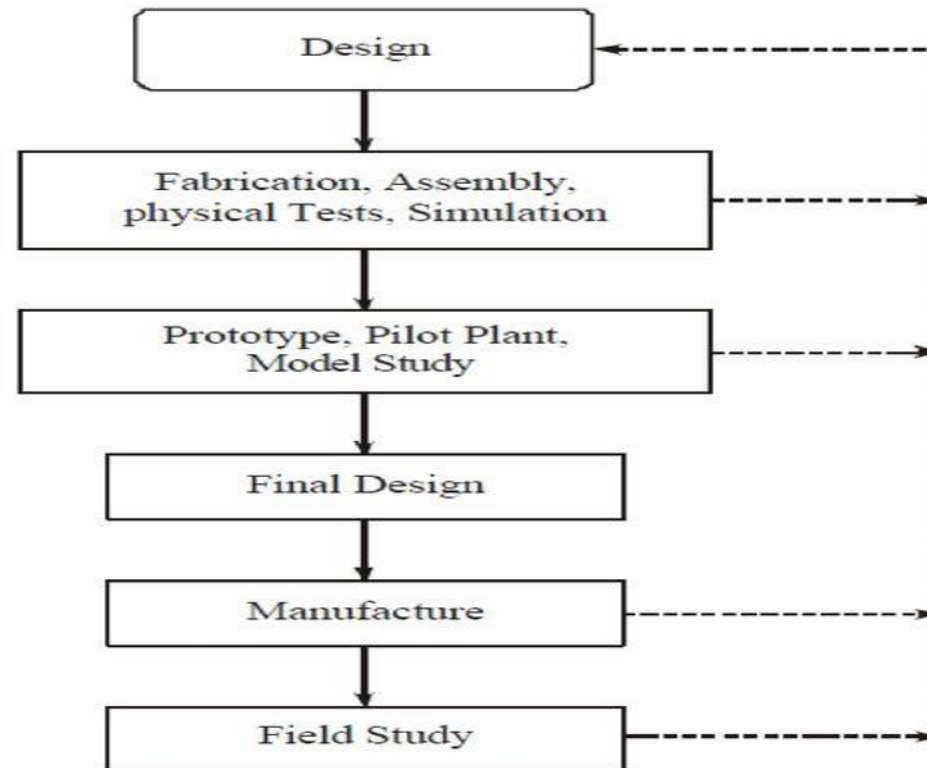 Design
Fabrication, Assembly,
physical Tests, Simulation
Prototype, Pilot Plant,
Model Study
Final Design
Manufacture
Field Study